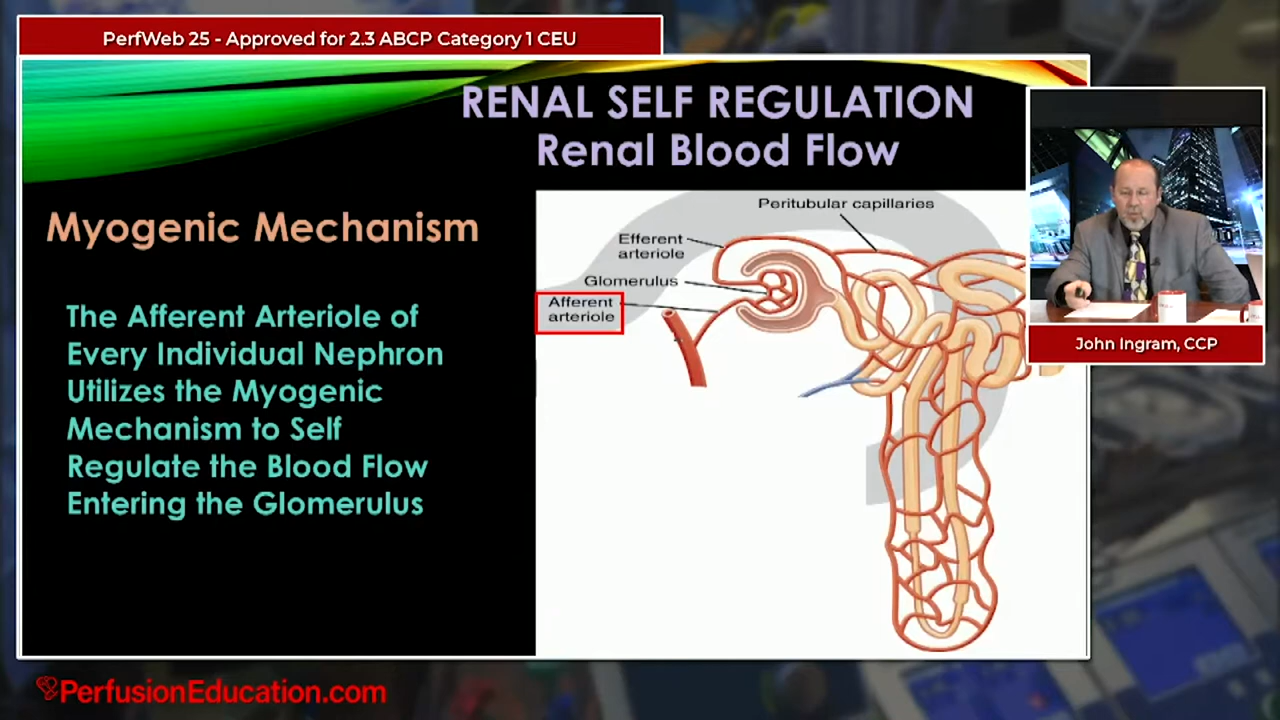 PerfWeb 25 - Approved for 2.3 ABCP Category 1 CEU
RENAL SELF REGULATION
Renal Blood Flow
Myogenic Mechanism
The Afferent Arteriole of
Every Individual Nephron
Utilizes the Myogenic
Mechanism to Self
Regulate the Blood Flow
Entering the Glomerulus
Peritubular capillaries
Efferent
arteriole
Glomerulus
Afferent
arteriole
John Ingram, CCP
PerfusionEducation.com